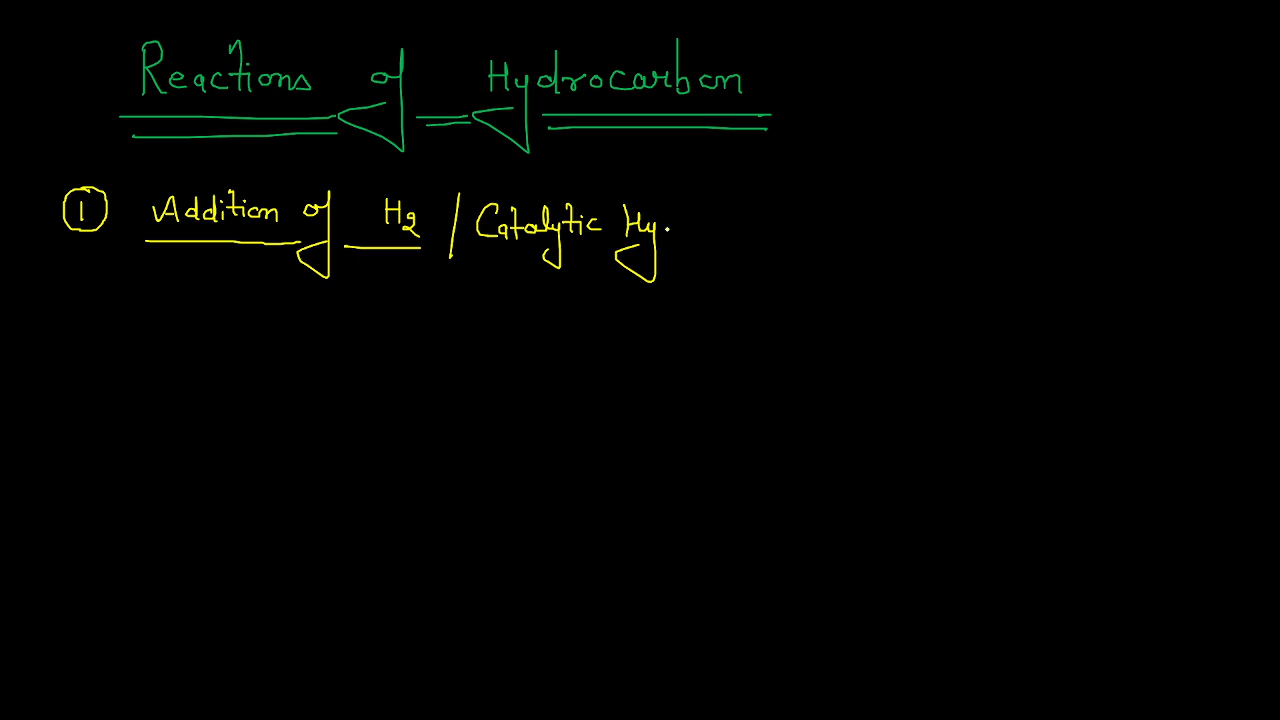 Reactions of Hydrocarbon
① Addition of H₂ / Catalytic Hy.